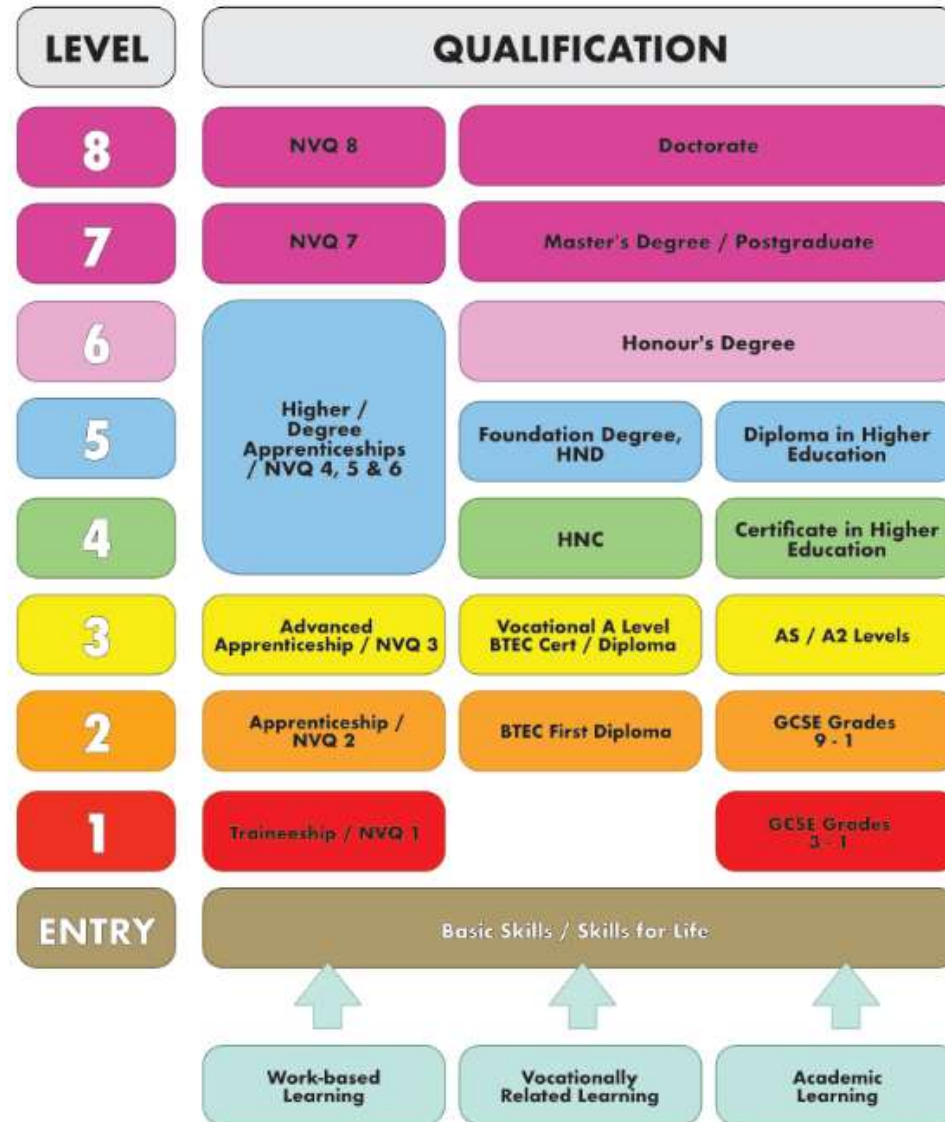 LEVEL
QUALIFICATION
8
NVQ 8
Doctorate
7
NVQ 7
Master's Degree / Postgraduate
6
Honour's Degree
Higher /
Degree
Apprenticeships
/ NVQ 4, 5 & 6
5
Foundation Degree,
HND
Diploma in Higher
Education
4
HNC
Certificate in Higher
Education
3
Advanced
Apprenticeship / NVQ 3
Vocational A Level
BTEC Cert / Diploma
AS / A2 Levels
2
Apprenticeship /
NVQ 2
BTEC First Diploma
GCSE Grades
9 - 1
1
Traineeship / NVQ 1
GCSE Grades
3 - 1
ENTRY
Basic Skills / Skills for Life
Work-based
Learning
Vocationally
Related Learning
Academic
Learning